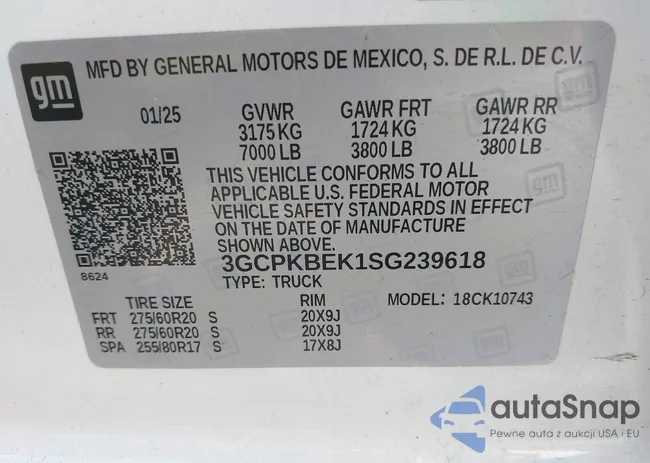 gm
MFD BY GENERAL MOTORS DE MEXICO, S. DE R.L. DE C.V.
01/25 GVWR GAWR FRT GAWR RR
3175 KG 1724 KG 1724 KG
7000 LB 3800 LB 3800 LB
THIS VEHICLE CONFORMS TO ALL
APPLICABLE U.S. FEDERAL MOTOR
VEHICLE SAFETY STANDARDS IN EFFECT
ON THE DATE OF MANUFACTURE
SHOWN ABOVE.
8624
3GCPKBEK1SG239618
TYPE: TRUCK
TIRE SIZE RIM MODEL: 18CK10743
FRT 275/60R20 S 20X9J
RR 275/60R20 S 20X9J
SPA 255/80R17 S 17X8J
autaSnap
Pewne auta z aukcji USA i EU